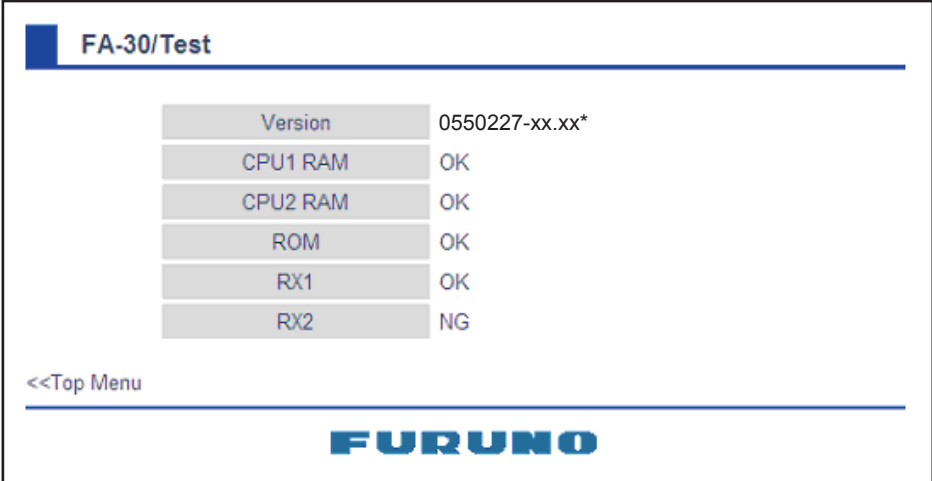 FA-30/Test
Version 0550227-xx.xx*
CPU1 RAM OK
CPU2 RAM OK
ROM OK
RX1 OK
RX2 NG
<<Top Menu
FURUNO